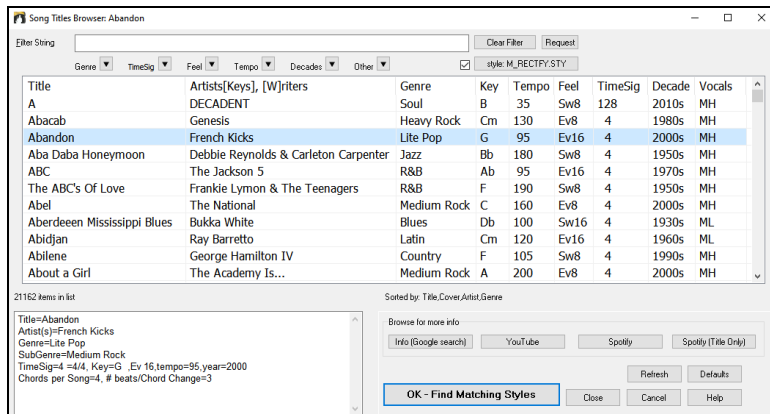 Song Titles Browser: Abandon
Filter String Clear Filter Request
Genre TimeSig Feel Tempo Decades Other style: M_RECTFY.STY
Title Artists[Keys], [W]riters Genre Key Tempo Feel TimeSig Decade Vocals
A DECADENT Soul B 35 Sw8 128 2010s MH
Abacab Genesis Heavy Rock Cm 130 Ev8 4 1980s MH
Abandon French Kicks Lite Pop G 95 Ev16 4 2000s MH
Aba Daba Honeymoon Debbie Reynolds & Carleton Carpenter Jazz Bb 180 Sw8 4 1950s MH
ABC The Jackson 5 R&B Ab 95 Ev16 4 1970s MH
The ABC's Of Love Frankie Lymon & The Teenagers R&B F 190 Sw8 4 1950s MH
Abel The National Medium Rock C 160 Ev8 4 2000s MH
Aberdeeen Mississippi Blues Bukka White Blues Db 100 Sw16 4 1930s ML
Abidjan Ray Barretto Latin Cm 120 Ev16 4 1960s ML
Abilene George Hamilton IV Country F 105 Sw8 4 1990s MH
About a Girl The Academy Is... Medium Rock A 200 Ev8 4 2000s MH
21162 items in list Sorted by: Title,Cover,Artist,Genre
Title=Abandon
Artist(s)=French Kicks
Genre=Lite Pop
SubGenre=Medium Rock
TimeSig=4 =4/4, Key=G ,Ev 16,tempo=95,year=2000
Chords per Song=4, # beats/Chord Change=3
Browse for more info
Info (Google search) YouTube Spotify Spotify (Title Only)
Refresh Defaults
OK - Find Matching Styles Close Cancel Help